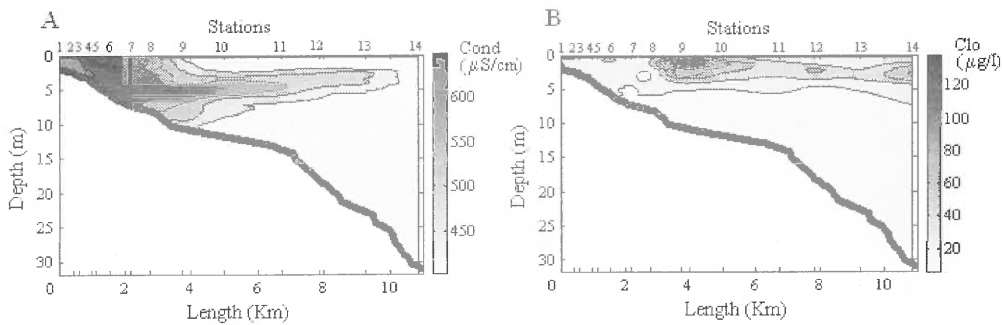 A
Stations
1 2 3 4 5 6 7 8 9 10 11 12 13 14
Cond
(μS/cm)
600
550
500
450
0
5
10
15
20
25
30
Depth (m)
0 2 4 6 8 10
Length (Km)
B
Stations
1 2 3 4 5 6 7 8 9 10 11 12 13 14
Clo
(μg/l)
120
100
80
60
40
20
0
5
10
15
20
25
30
Depth (m)
0 2 4 6 8 10
Length (Km)